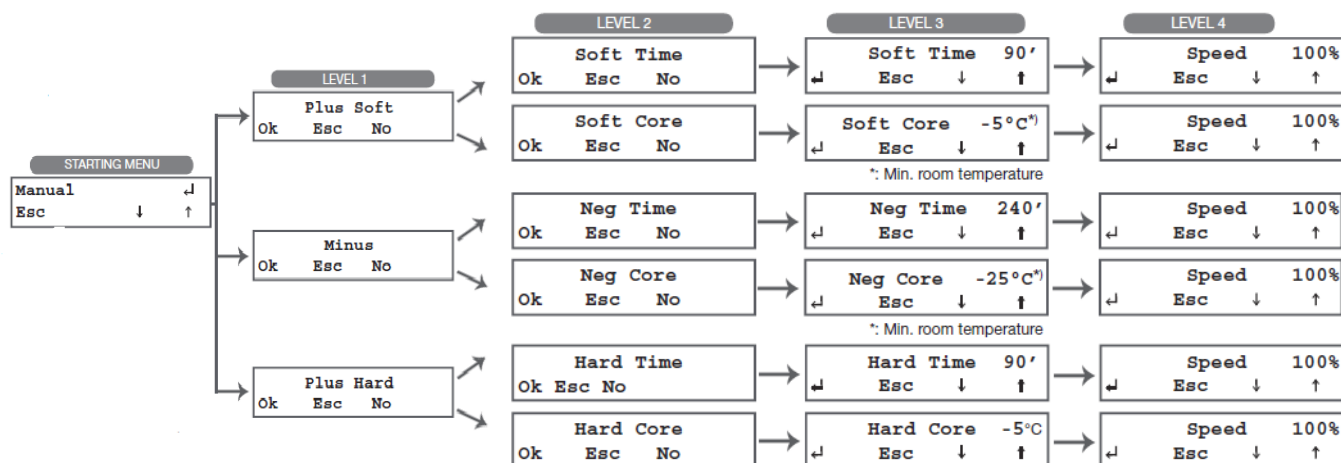 LEVEL 2 LEVEL 3 LEVEL 4
Soft Time
Ok Esc No
Soft Time 90'
↵ Esc ↓ ↑
Speed 100%
↵ Esc ↓ ↑
LEVEL 1
Plus Soft
Ok Esc No
Soft Core
Ok Esc No
Soft Core -5°C*)
↵ Esc ↓ ↑
*: Min. room temperature
Speed 100%
↵ Esc ↓ ↑
STARTING MENU
Manual ↵
Esc ↓ ↑
Neg Time
Ok Esc No
Neg Time 240'
↵ Esc ↓ ↑
Speed 100%
↵ Esc ↓ ↑
Minus
Ok Esc No
Neg Core
Ok Esc No
Neg Core -25°C*)
↵ Esc ↓ ↑
*: Min. room temperature
Speed 100%
↵ Esc ↓ ↑
Hard Time
Ok Esc No
Hard Time 90'
↵ Esc ↓ ↑
Speed 100%
↵ Esc ↓ ↑
Plus Hard
Ok Esc No
Hard Core
Ok Esc No
Hard Core -5°C
↵ Esc ↓ ↑
Speed 100%
↵ Esc ↓ ↑